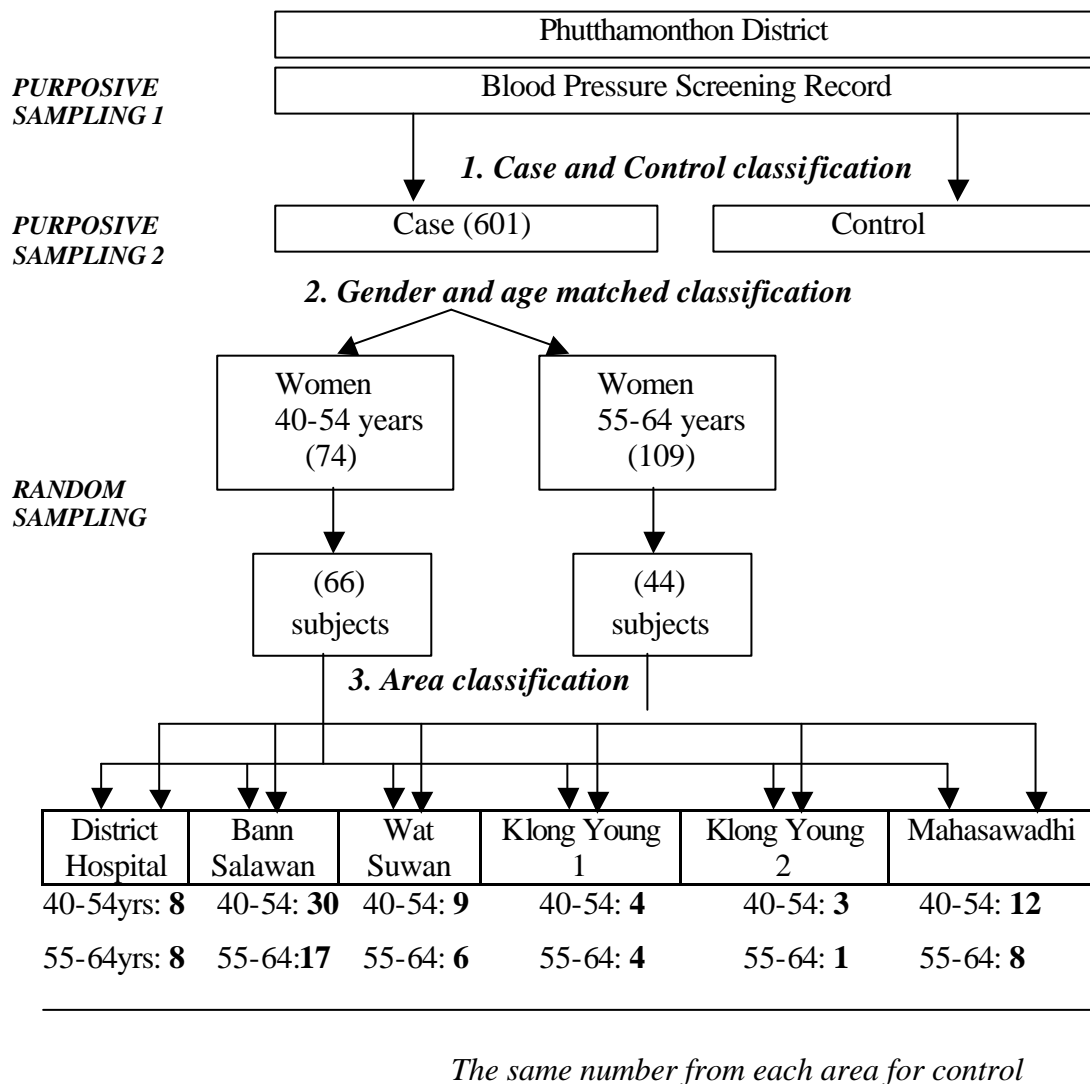 Phutthamonthon District
PURPOSIVE
SAMPLING 1
Blood Pressure Screening Record
1. Case and Control classification
PURPOSIVE
SAMPLING 2
Case (601)
Control
2. Gender and age matched classification
Women
40-54 years
(74)
Women
55-64 years
(109)
RANDOM
SAMPLING
(66)
subjects
(44)
subjects
3. Area classification
District
Hospital
Bann
Salawan
Wat
Suwan
Klong Young
1
Klong Young
2
Mahasawadhi
40-54yrs: 8 40-54: 30 40-54: 9 40-54: 4 40-54: 3 40-54: 12
55-64yrs: 8 55-64:17 55-64: 6 55-64: 4 55-64: 1 55-64: 8
The same number from each area for control